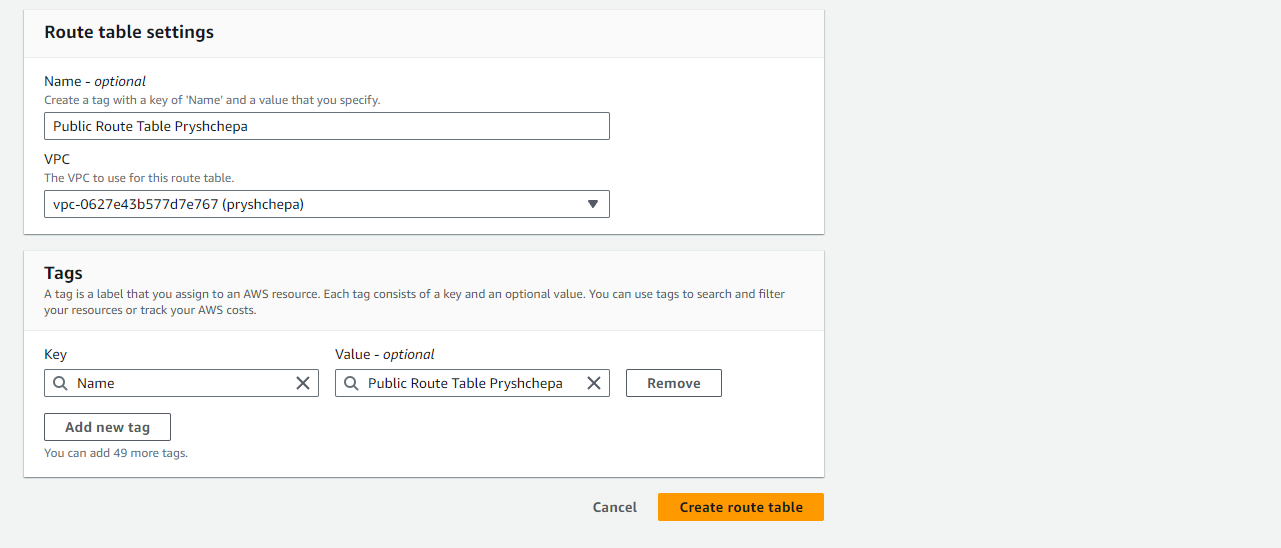 Route table settings
Name - optional
Create a tag with a key of 'Name' and a value that you specify.
Public Route Table Pryshchepa
VPC
The VPC to use for this route table.
vpc-0627e43b577d7e767 (pryshchepa)
Tags
A tag is a label that you assign to an AWS resource. Each tag consists of a key and an optional value. You can use tags to search and filter
your resources or track your AWS costs.
Key
Value - optional
Name
Public Route Table Pryshchepa
Remove
Add new tag
You can add 49 more tags.
Cancel
Create route table